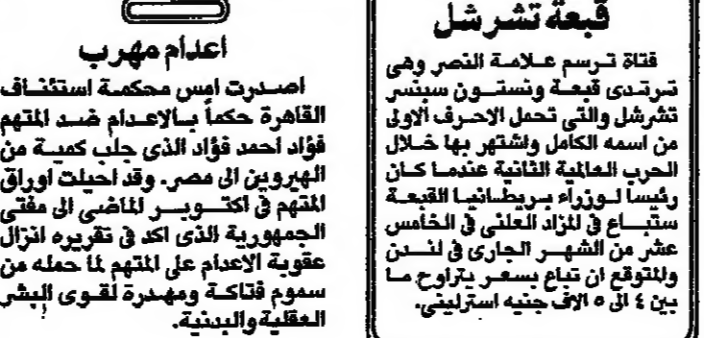 قبعة تشرشل
فتاة ترسم علامة النصر وهى
ترتدى قبعة ونستون سبنسر
تشرشل والتى تحمل الاحرف الاولى
من اسمه الكامل واشتهر بها خلال
الحرب العالمية الثانية عندما كان
رئيسا لوزراء بريطانيا القبعة
ستباع فى المزاد العلنى فى الخامس
عشر من الشهر الجارى فى لندن
والمتوقع ان تباع بسعر يتراوح ما
بين ٤ الى ٥ الاف جنيه استرلينى.
اعدام مهرب
اصدرت امس محكمة استئناف
القاهرة حكماً بالاعدام ضد المتهم
فؤاد احمد فؤاد الذى جلب كمية من
الهيروين الى مصر. وقد احيلت اوراق
المتهم فى اكتوبر الماضى الى مفتى
الجمهورية الذى اكد فى تقريره انزال
عقوبة الاعدام على المتهم لما حمله من
سموم فتاكة ومهدرة لقوى البشر
العقلية والبدنية.